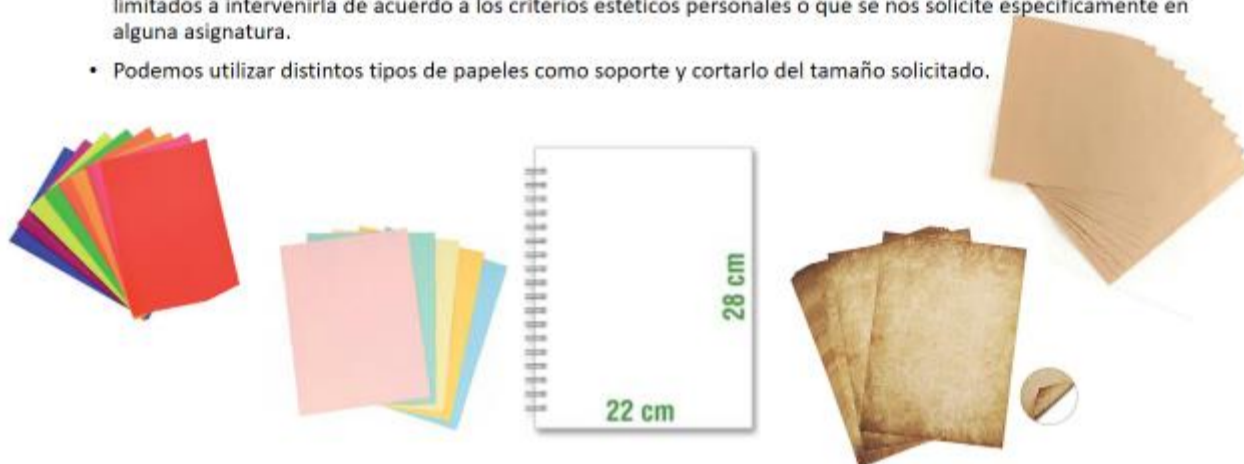 limitados a intervenirla de acuerdo a los criterios estéticos personales o que se nos solicite específicamente en
alguna asignatura.
• Podemos utilizar distintos tipos de papeles como soporte y cortarlo del tamaño solicitado.
28 cm
22 cm